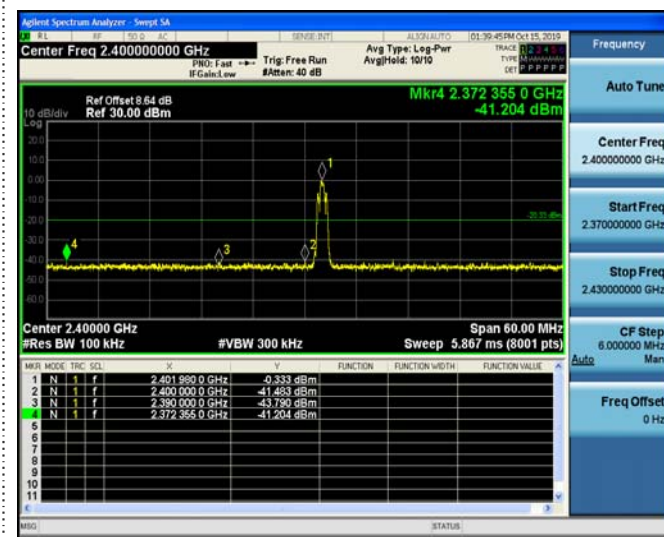 Agilent Spectrum Analyzer - Swept SA
RL RF 50 Ω AC SENSE:INT ALIGN AUTO 01:39:45 PM Oct 15, 2019
Center Freq 2.400000000 GHz
PNO: Fast
IFGain:Low
Trig: Free Run
#Atten: 40 dB
Avg Type: Log-Pwr
Avg|Hold: 10/10
TRACE 1 2 3 4 5 6
TYPE M
DET P P P P P P
Ref Offset 8.64 dB
Ref 30.00 dBm
10 dB/div
Log
Mkr4 2.372 355 0 GHz
-41.204 dBm
20.0
10.0
0.00
-10.0
-20.0
-30.0
-40.0
-50.0
-60.0
1
2
3
4
-20.33 dBm
Center 2.40000 GHz
#Res BW 100 kHz
#VBW 300 kHz
Span 60.00 MHz
Sweep 5.867 ms (8001 pts)
MKR MODE TRC SCL X Y FUNCTION FUNCTION WIDTH FUNCTION VALUE
1 N 1 f 2.401 980 0 GHz -0.333 dBm
2 N 1 f 2.400 000 0 GHz -41.483 dBm
3 N 1 f 2.390 000 0 GHz -43.790 dBm
4 N 1 f 2.372 355 0 GHz -41.204 dBm
5
6
7
8
9
10
11
MSG STATUS
Frequency
Auto Tune
Center Freq
2.400000000 GHz
Start Freq
2.370000000 GHz
Stop Freq
2.430000000 GHz
CF Step
6.000000 MHz
Auto Man
Freq Offset
0 Hz